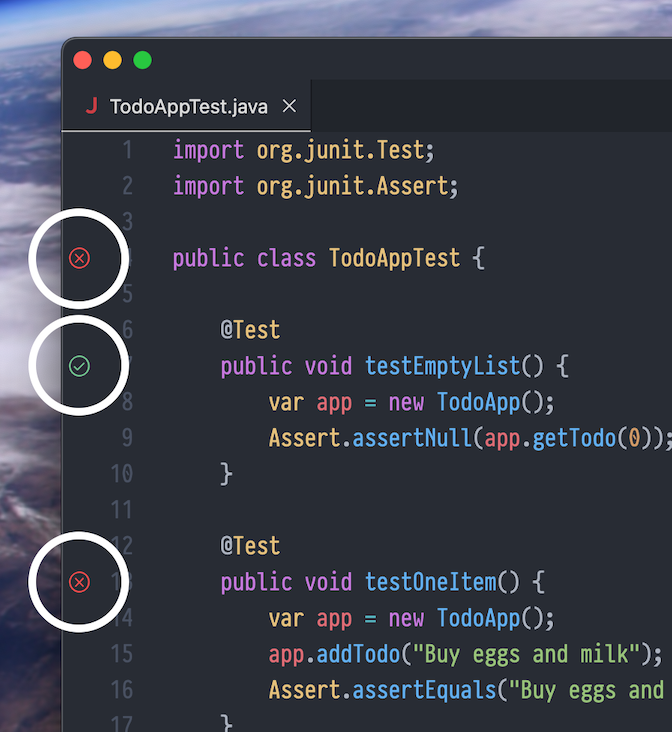 J TodoAppTest.java
1 import org.junit.Test;
2 import org.junit.Assert;
3
public class TodoAppTest {
5
6 @Test
public void testEmptyList() {
8 var app = new TodoApp();
9 Assert.assertNull(app.getTodo(0));
10 }
11
12 @Test
13 public void testOneItem() {
14 var app = new TodoApp();
15 app.addTodo("Buy eggs and milk");
16 Assert.assertEquals("Buy eggs and
17 }